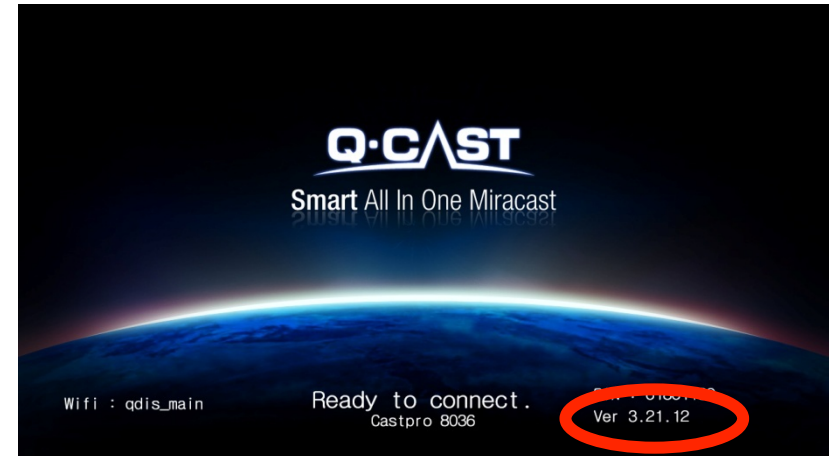 Q·CAST
Smart All In One Miracast
Wifi : qdis_main
Ready to connect.
Castpro 8036
Ver 3.21.12